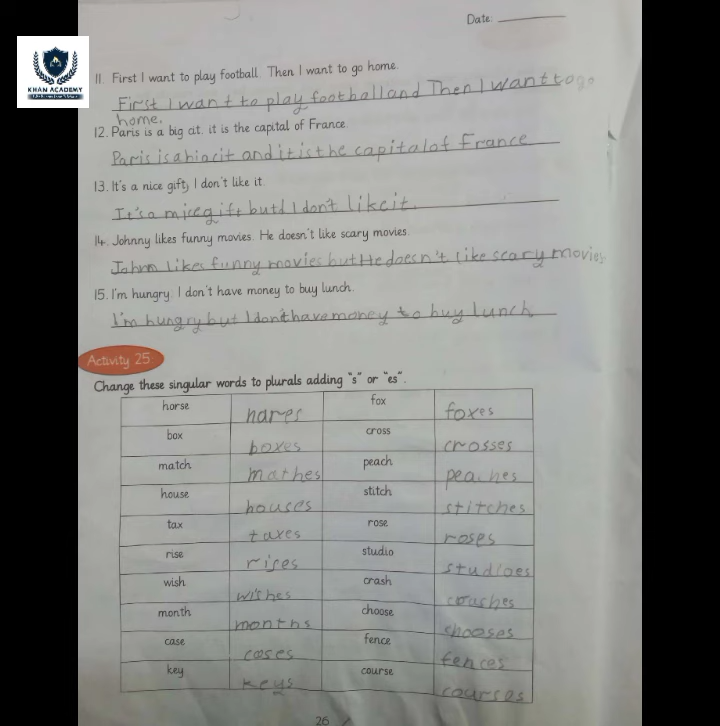 Date:
KHAN ACADEMY
11. First I want to play football. Then I want to go home.
First I want to play football and Then I want to go
home.
12. Paris is a big cit. it is the capital of France.
Paris is a big cit and it is the capital of France
13. It's a nice gift, I don't like it.
It's a nice gift but I don't like it.
14. Johnny likes funny movies. He doesn't like scary movies.
likes funny movies but He doesn't like scary movies
15. I'm hungry. I don't have money to buy lunch.
I'm hungry but I don't have money to buy lunch
Activity 25
Change these singular words to plurals adding "s" or "es".
horse hares fox foxes
box boxes cross crosses
match mathes peach peaches
house houses stitch stitches
tax taxes rose roses
rise rises studio studioes
wish wishes crash
month months choose chooses
case coses fence fences
key keys course courses
26